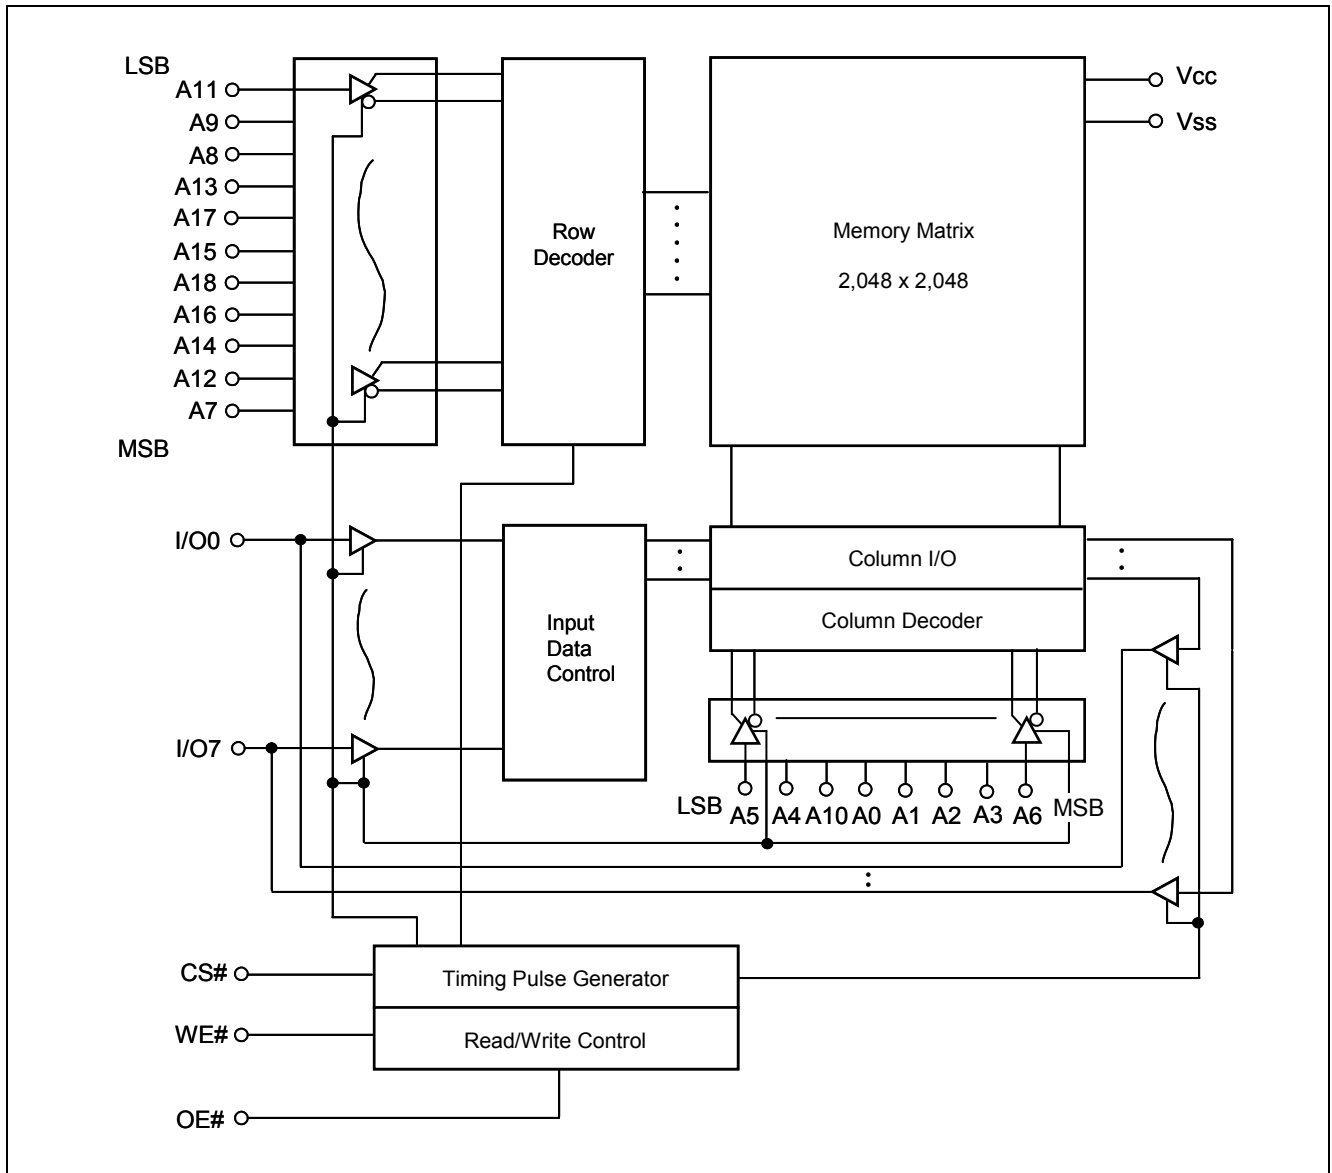 LSB
A11
A9
A8
A13
A17
A15
A18
A16
A14
A12
A7
MSB
Row
Decoder
Memory Matrix
2,048 x 2,048
Vcc
Vss
I/O0
I/O7
Input
Data
Control
Column I/O
Column Decoder
LSB A5 A4 A10 A0 A1 A2 A3 A6 MSB
CS#
WE#
OE#
Timing Pulse Generator
Read/Write Control